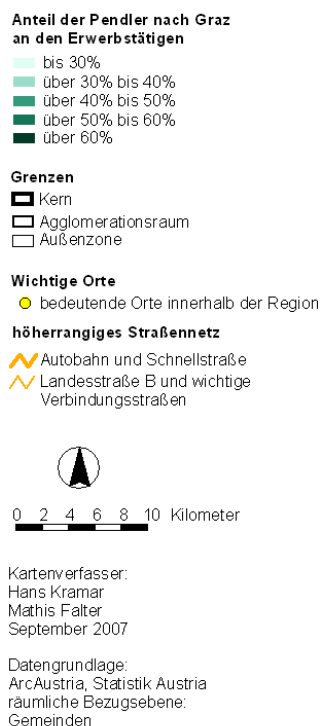 Anteil der Pendler nach Graz
an den Erwerbstätigen
bis 30%
über 30% bis 40%
über 40% bis 50%
über 50% bis 60%
über 60%
Grenzen
Kern
Agglomerationsraum
Außenzone
Wichtige Orte
bedeutende Orte innerhalb der Region
höherrangiges Straßennetz
Autobahn und Schnellstraße
Landesstraße B und wichtige
Verbindungsstraßen
0 2 4 6 8 10 Kilometer
Kartenverfasser:
Hans Kramar
Mathis Falter
September 2007
Datengrundlage:
ArcAustria, Statistik Austria
räumliche Bezugsebene:
Gemeinden